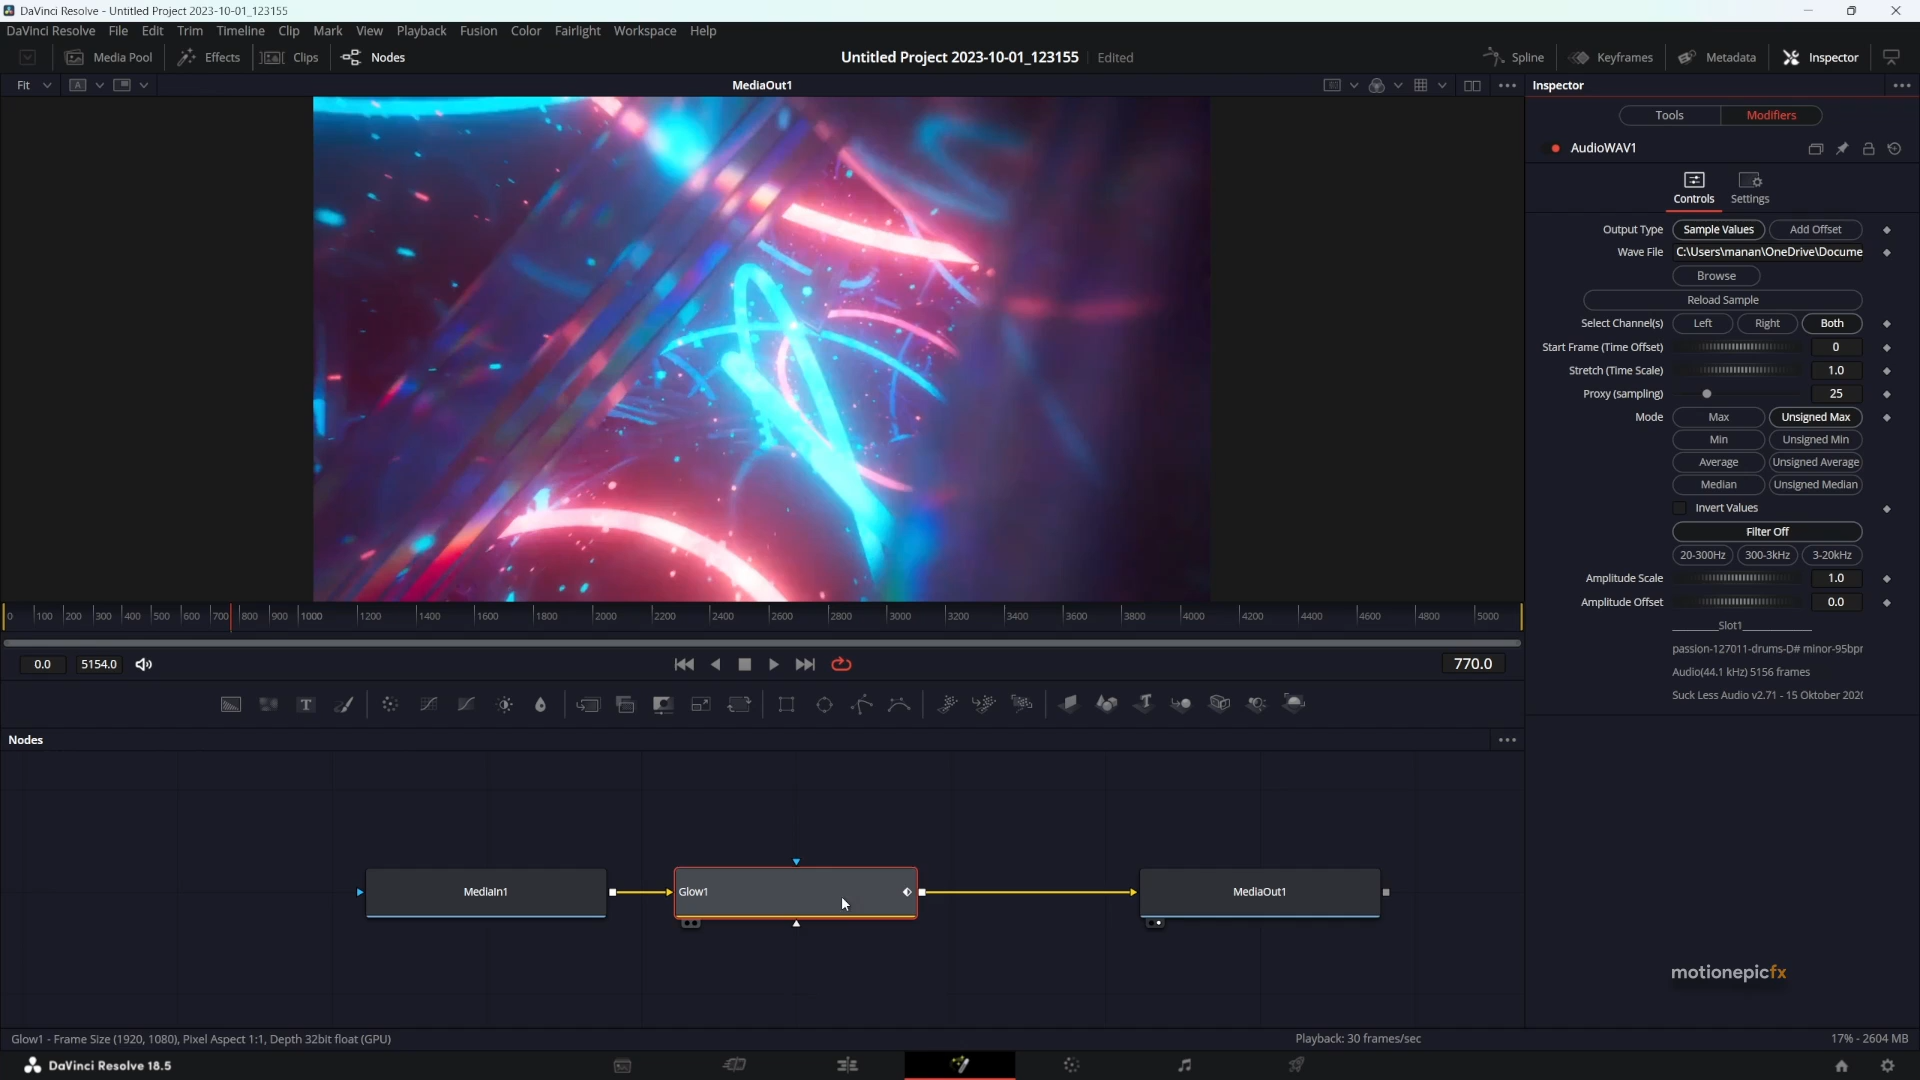 DaVinci Resolve - Untitled Project 2023-10-01_123155
DaVinci Resolve File Edit Trim Timeline Clip Mark View Playback Fusion Color Fairlight Workspace Help
Media Pool Effects Clips Nodes Untitled Project 2023-10-01_123155 Edited Spline Keyframes Metadata Inspector
Fit A MediaOut1 Inspector
Tools Modifiers
AudioWAV1
Controls Settings
Output Type Sample Values Add Offset
Wave File C:\Users\manan\OneDrive\Docume
Browse
Reload Sample
Select Channel(s) Left Right Both
Start Frame (Time Offset) 0
Stretch (Time Scale) 1.0
Proxy (sampling) 25
Mode Max Unsigned Max
Min Unsigned Min
Average Unsigned Average
Median Unsigned Median
Invert Values
Filter Off
20-300Hz 300-3kHz 3-20kHz
Amplitude Scale 1.0
Amplitude Offset 0.0
0 100 200 300 400 500 600 700 800 900 1000 1200 1400 1600 1800 2000 2200 2400 2600 2800 3000 3200 3400 3600 3800 4000 4200 4400 4600 4800 5000
________Slot1____________
passion-127011-drums-D# minor-95bpr
Audio(44.1 kHz) 5156 frames
Suck Less Audio v2.71 - 15 Oktober 202(
0.0 5154.0 770.0
T T
Nodes
MediaIn1 Glow1 MediaOut1
motionepicfx
Glow1 - Frame Size (1920, 1080), Pixel Aspect 1:1, Depth 32bit float (GPU) Playback: 30 frames/sec 17% - 2604 MB
DaVinci Resolve 18.5